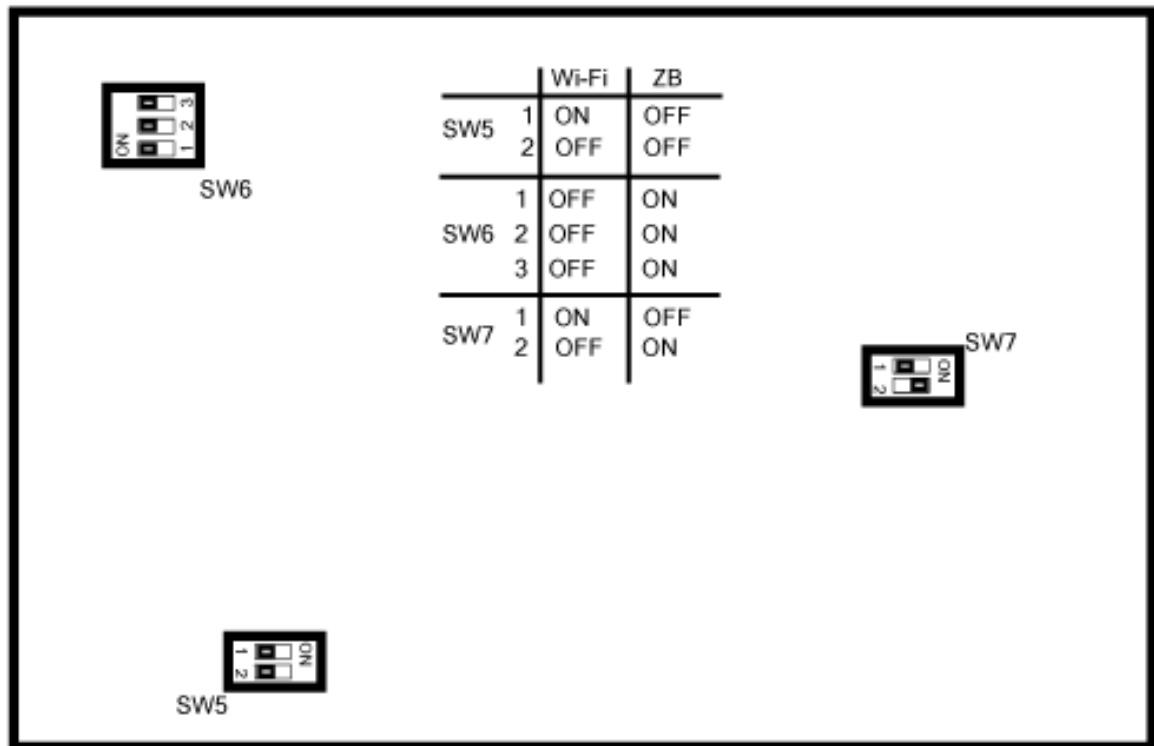 Wi-Fi ZB
SW5 1 ON OFF
2 OFF OFF
1 OFF ON
SW6 2 OFF ON
3 OFF ON
SW7 1 ON OFF
2 OFF ON
3
2
ON 1
SW6
SW7
1 ON
2
1 ON
2
SW5